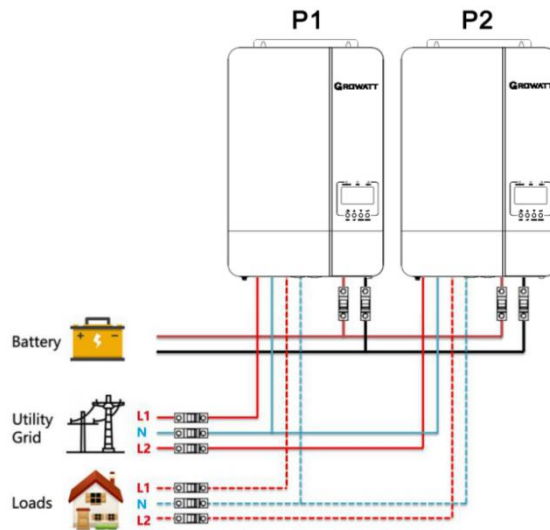 P1
P2
GROWATT
GROWATT
Battery
+ -
Utility
Grid
L1
N
L2
Loads
L1
N
L2